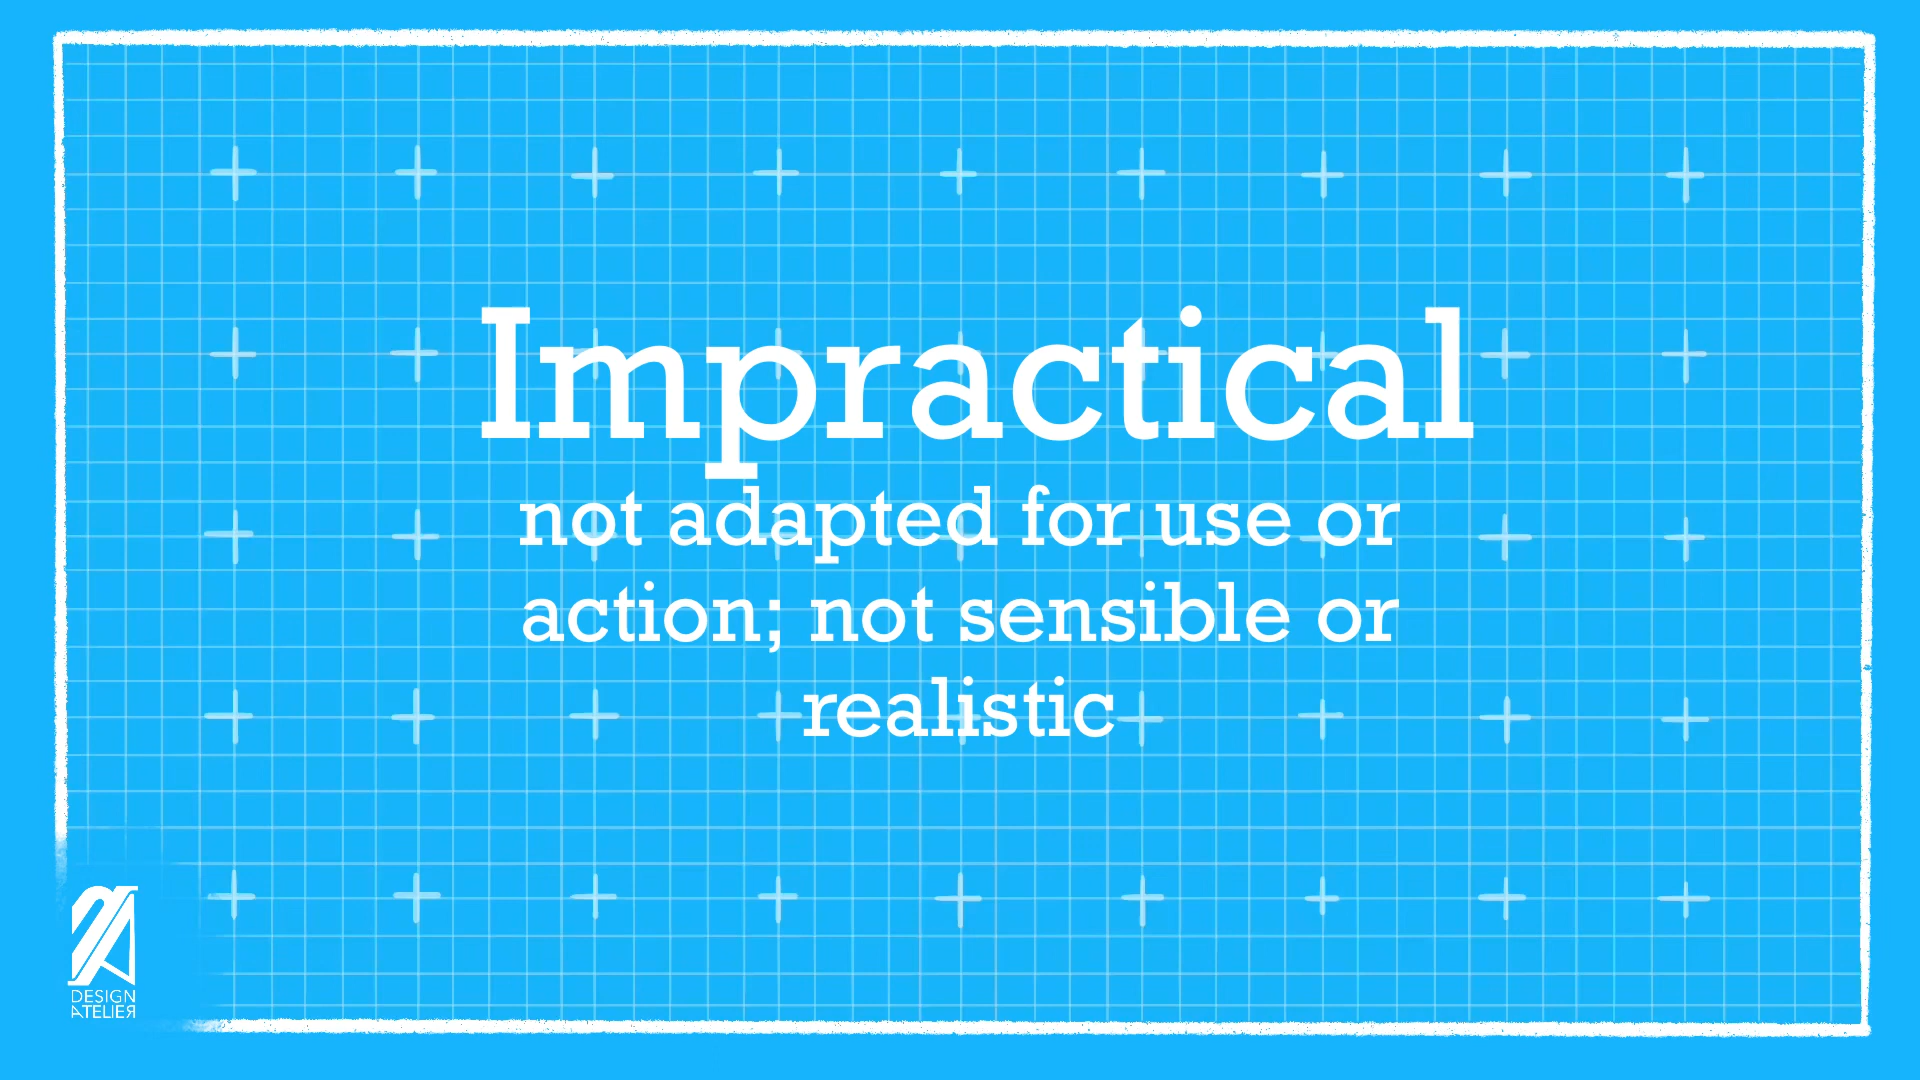 Impractical
not adapted for use or
action; not sensible or
realistic
DESIGN
ATELIER